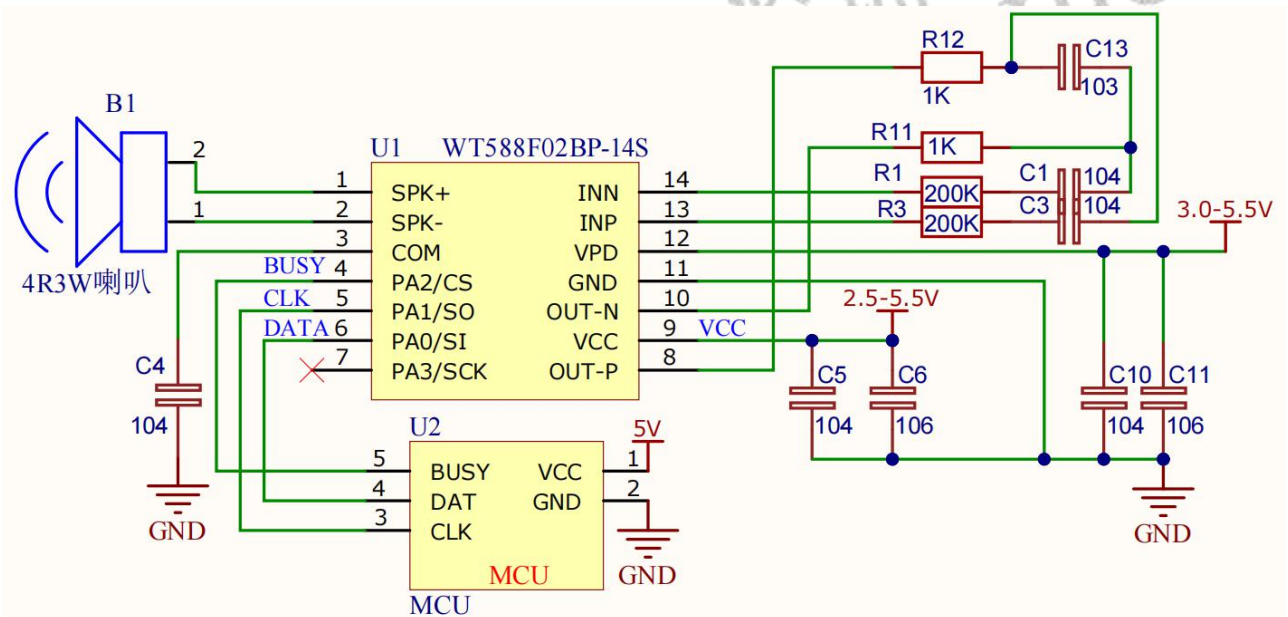 R12
C13
1K
103
B1
U1 WT588F02BP-14S
R11
1K
2
1 SPK+ INN 14
R1 200K C1 104
1
2 SPK- INP 13
R3 200K C3 104
3.0-5.5V
3 COM VPD 12
4R3W喇叭
BUSY 4 PA2/CS GND 11
CLK 5 PA1/SO OUT-N 10
2.5-5.5V
DATA 6 PA0/SI VCC 9 VCC
7 PA3/SCK OUT-P 8
C4
104
C5
104
C6
106
C10
104
C11
106
U2
5V
5 BUSY VCC 1
4 DAT GND 2
3 CLK
GND
GND
GND
MCU
MCU